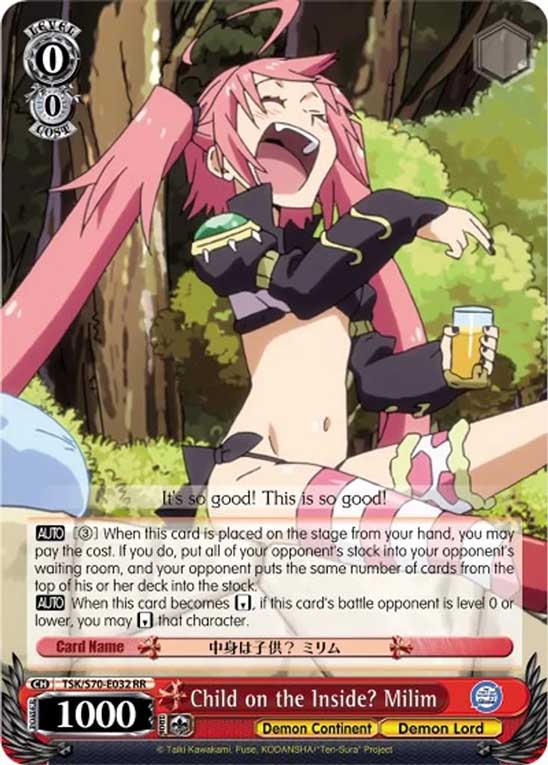 LEVEL
0
0
COST
It's so good! This is so good!
AUTO [③] When this card is placed on the stage from your hand, you may
pay the cost. If you do, put all of your opponent's stock into your opponent's
waiting room, and your opponent puts the same number of cards from the
top of his or her deck into the stock.
AUTO When this card becomes [▼], if this card's battle opponent is level 0 or
lower, you may [▼] that character.
Card Name 中身は子供? ミリム
CH TSK/S70-E032 RR
Child on the Inside? Milim
POWER 1000 SOUL
Demon Continent Demon Lord
© Taiki Kawakami, Fuse, KODANSHA/"Ten-Sura" Project